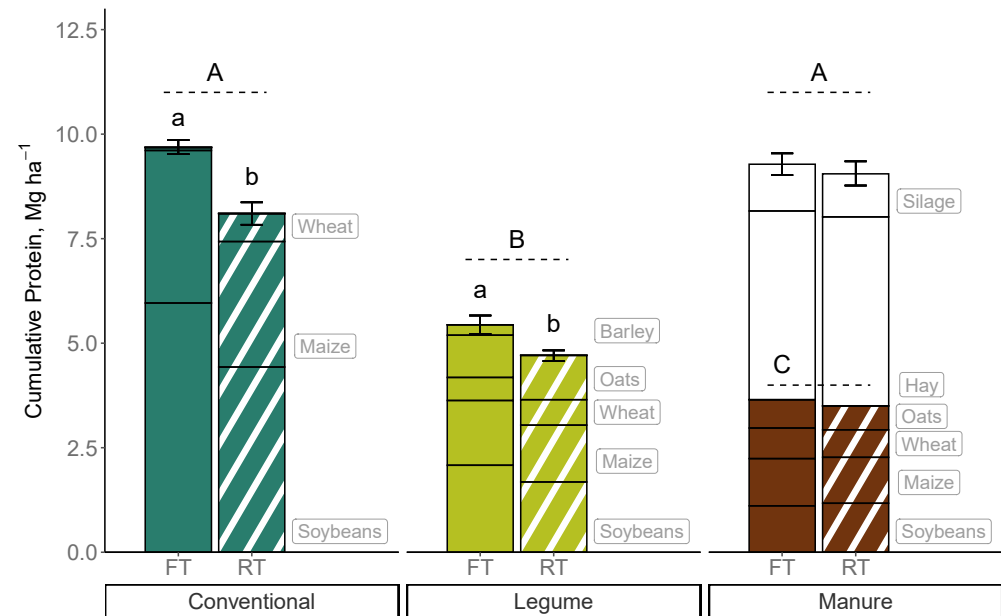 Cumulative Protein, Mg ha⁻¹
12.5
10.0
7.5
5.0
2.5
0.0
A
a
b
Wheat
Maize
Soybeans
FT
RT
Conventional
B
a
b
Barley
Oats
Wheat
Maize
Soybeans
FT
RT
Legume
A
C
Silage
Hay
Oats
Wheat
Maize
Soybeans
FT
RT
Manure